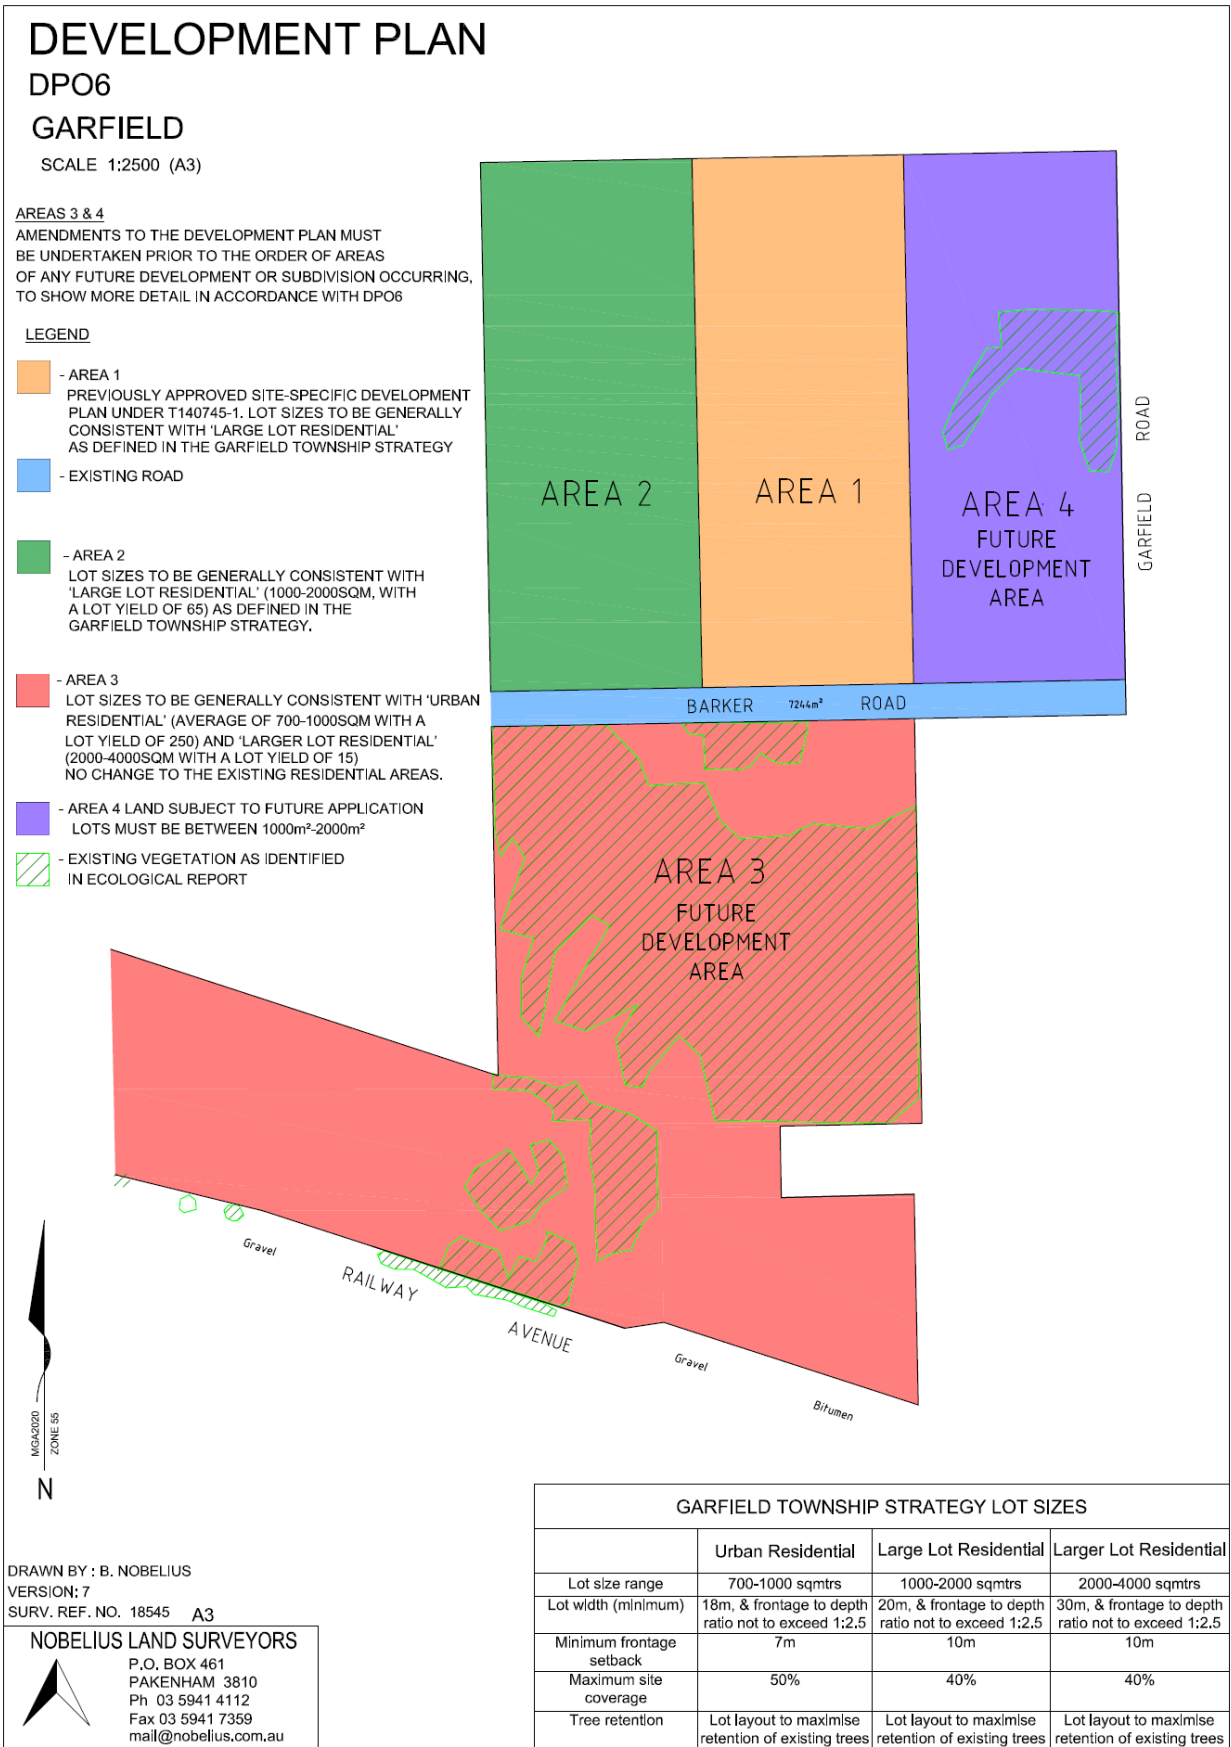 DEVELOPMENT PLAN
DPO6
GARFIELD
SCALE 1:2500 (A3)
AREAS 3 & 4
AMENDMENTS TO THE DEVELOPMENT PLAN MUST
BE UNDERTAKEN PRIOR TO THE ORDER OF AREAS
OF ANY FUTURE DEVELOPMENT OR SUBDIVISION OCCURRING,
TO SHOW MORE DETAIL IN ACCORDANCE WITH DPO6
LEGEND
- AREA 1
PREVIOUSLY APPROVED SITE-SPECIFIC DEVELOPMENT
PLAN UNDER T140745-1. LOT SIZES TO BE GENERALLY
CONSISTENT WITH 'LARGE LOT RESIDENTIAL'
AS DEFINED IN THE GARFIELD TOWNSHIP STRATEGY
- EXISTING ROAD
- AREA 2
LOT SIZES TO BE GENERALLY CONSISTENT WITH
'LARGE LOT RESIDENTIAL' (1000-2000SQM, WITH
A LOT YIELD OF 65) AS DEFINED IN THE
GARFIELD TOWNSHIP STRATEGY.
- AREA 3
LOT SIZES TO BE GENERALLY CONSISTENT WITH 'URBAN
RESIDENTIAL' (AVERAGE OF 700-1000SQM WITH A
LOT YIELD OF 250) AND 'LARGER LOT RESIDENTIAL'
(2000-4000SQM WITH A LOT YIELD OF 15)
NO CHANGE TO THE EXISTING RESIDENTIAL AREAS.
- AREA 4 LAND SUBJECT TO FUTURE APPLICATION
LOTS MUST BE BETWEEN 1000m²-2000m²
- EXISTING VEGETATION AS IDENTIFIED
IN ECOLOGICAL REPORT
AREA 2
AREA 1
AREA 4
FUTURE
DEVELOPMENT
AREA
GARFIELD ROAD
BARKER 7244m² ROAD
AREA 3
FUTURE
DEVELOPMENT
AREA
Gravel
RAILWAY
AVENUE
Gravel
Bitumen
MGA2020
ZONE 55
N
DRAWN BY : B. NOBELIUS
VERSION: 7
SURV. REF. NO. 18545 A3
NOBELIUS LAND SURVEYORS
P.O. BOX 461
PAKENHAM 3810
Ph 03 5941 4112
Fax 03 5941 7359
mail@nobelius.com.au
GARFIELD TOWNSHIP STRATEGY LOT SIZES
Urban Residential Large Lot Residential Larger Lot Residential
Lot size range 700-1000 sqmtrs 1000-2000 sqmtrs 2000-4000 sqmtrs
Lot width (minimum) 18m, & frontage to depth 20m, & frontage to depth 30m, & frontage to depth
ratio not to exceed 1:2.5 ratio not to exceed 1:2.5 ratio not to exceed 1:2.5
Minimum frontage 7m 10m 10m
setback
Maximum site 50% 40% 40%
coverage
Tree retention Lot layout to maximise Lot layout to maximise Lot layout to maximise
retention of existing trees retention of existing trees retention of existing trees